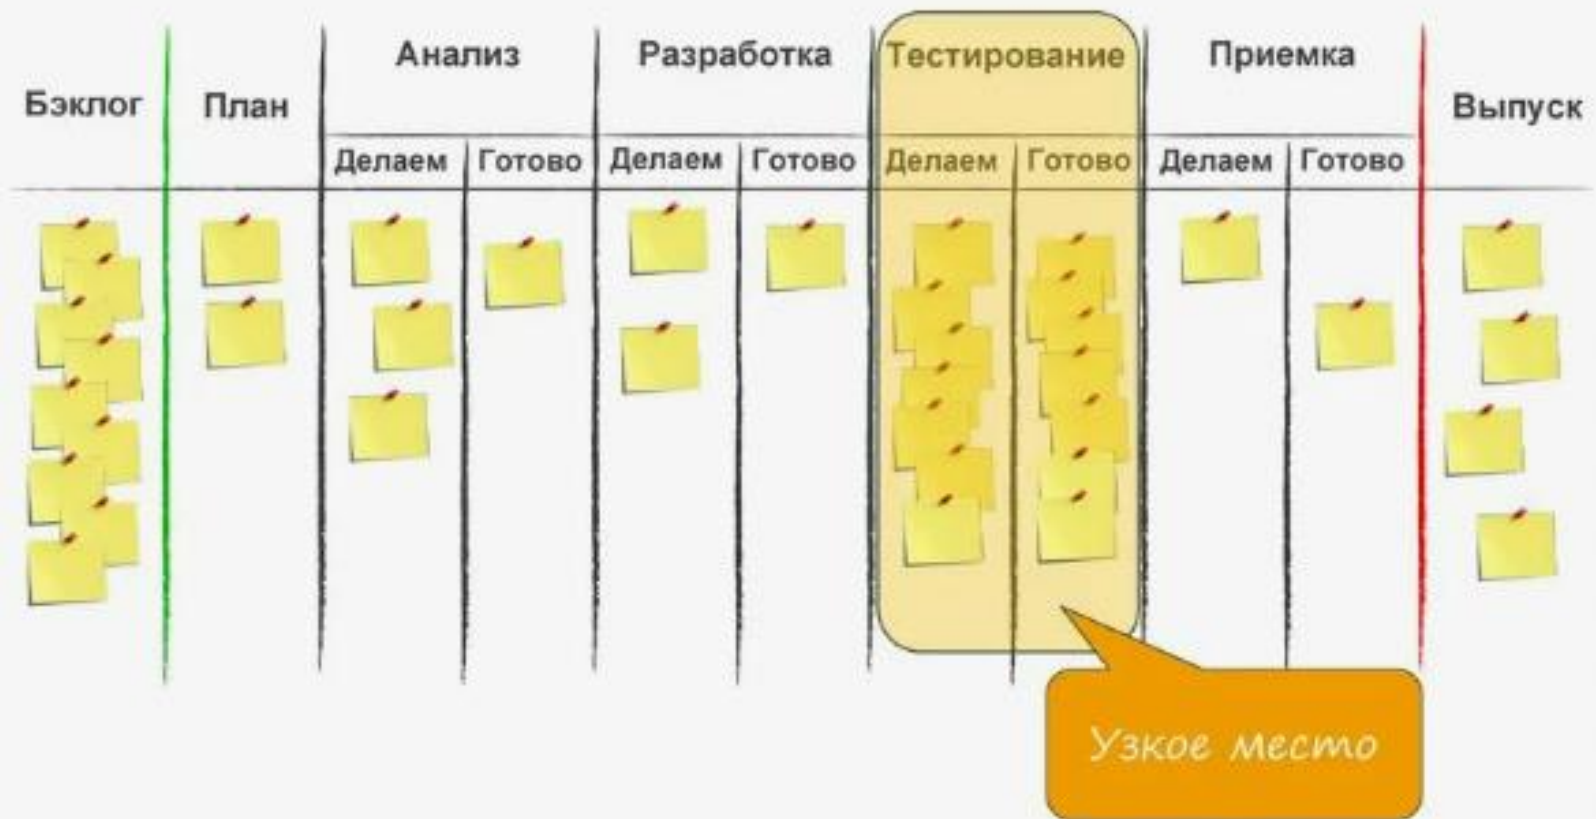 Бэклог
План
Анализ
Разработка
Тестирование
Приемка
Выпуск
Делаем
Готово
Делаем
Готово
Делаем
Готово
Делаем
Готово
Узкое место